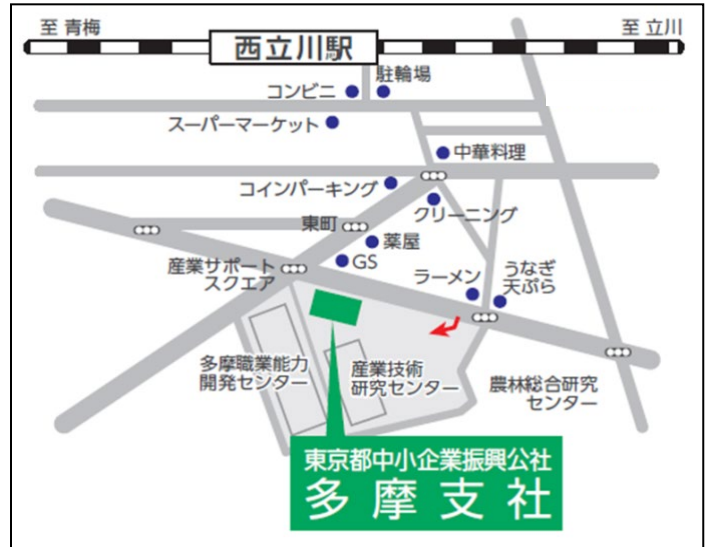 至 青梅
至 立川
西立川駅
駐輪場
コンビニ
スーパーマーケット
中華料理
コインパーキング
クリーニング
東町
薬屋
GS
産業サポート
スクエア
ラーメン
うなぎ
天ぷら
多摩職業能力
開発センター
産業技術
研究センター
農林総合研究
センター
東京都中小企業振興公社
多摩支社